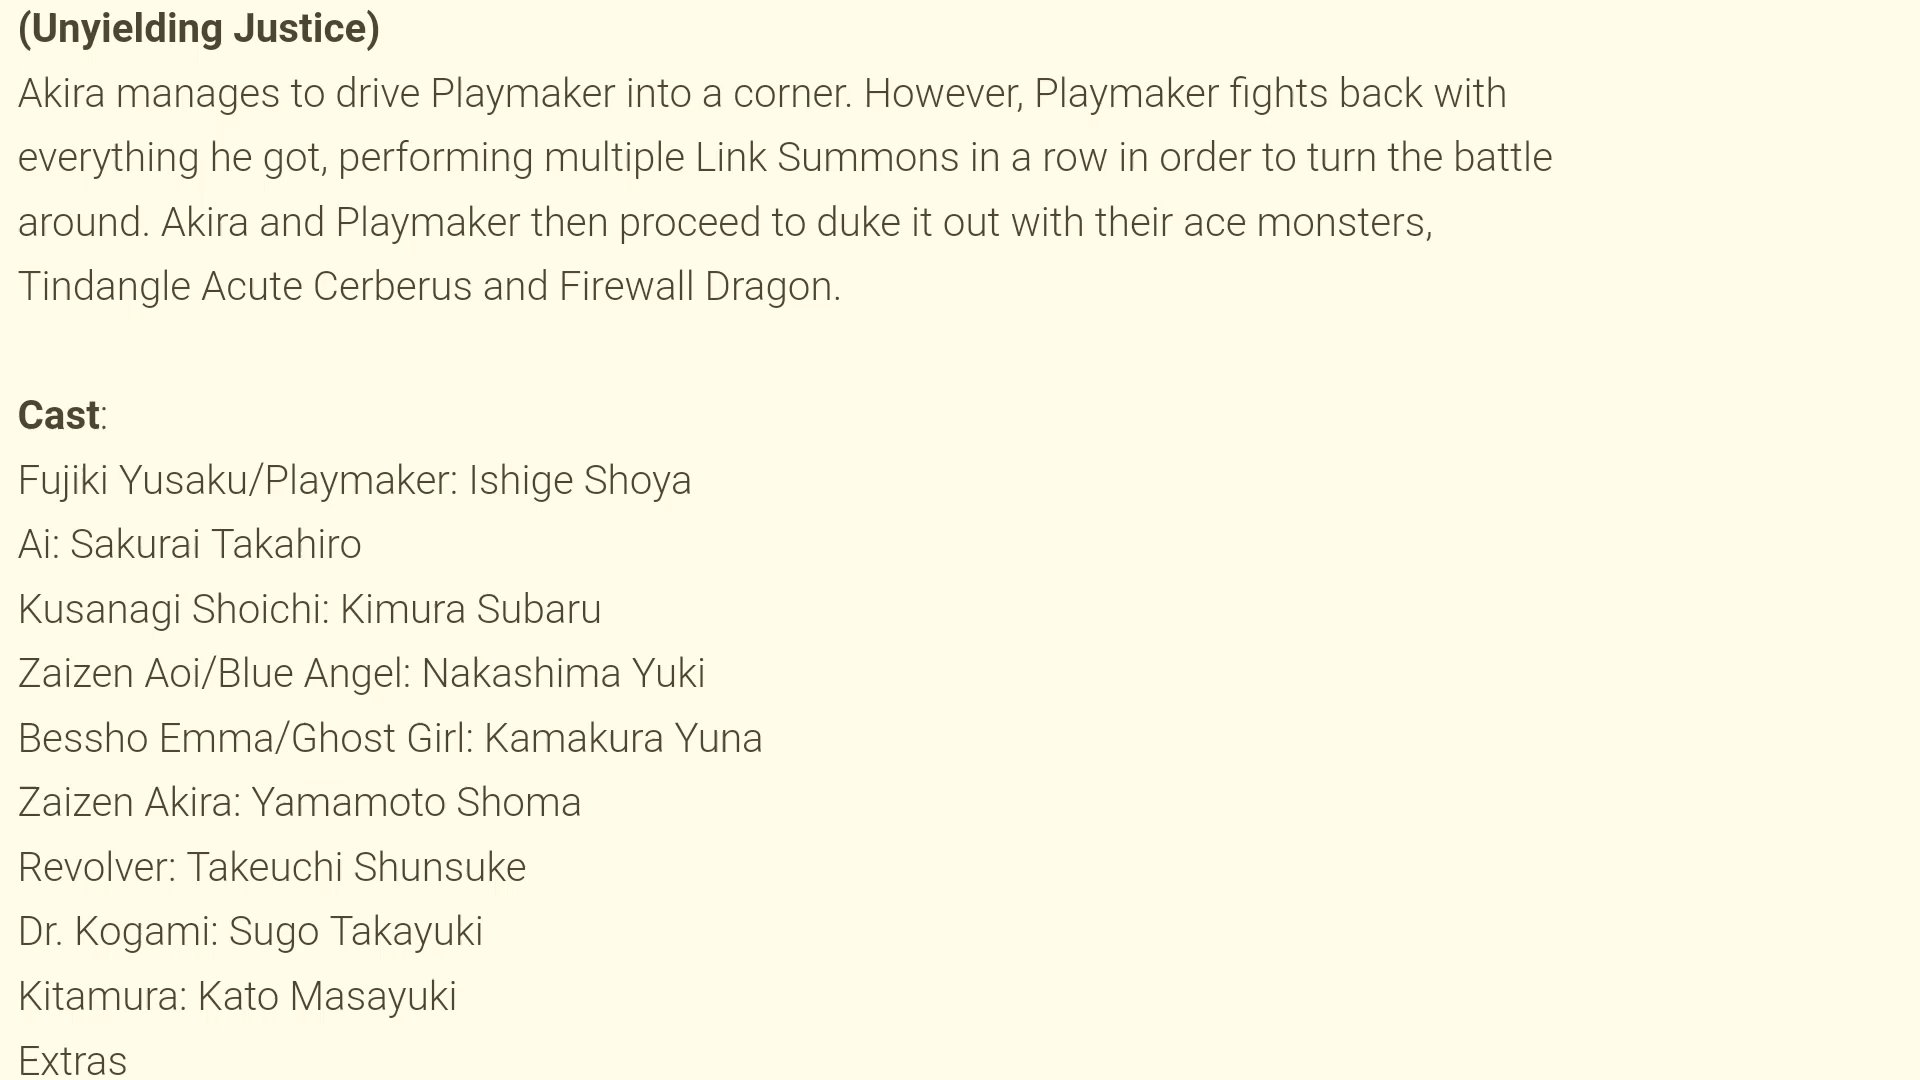 (Unyielding Justice)
Akira manages to drive Playmaker into a corner. However, Playmaker fights back with
everything he got, performing multiple Link Summons in a row in order to turn the battle
around. Akira and Playmaker then proceed to duke it out with their ace monsters,
Tindangle Acute Cerberus and Firewall Dragon.
Cast:
Fujiki Yusaku/Playmaker: Ishige Shoya
Ai: Sakurai Takahiro
Kusanagi Shoichi: Kimura Subaru
Zaizen Aoi/Blue Angel: Nakashima Yuki
Bessho Emma/Ghost Girl: Kamakura Yuna
Zaizen Akira: Yamamoto Shoma
Revolver: Takeuchi Shunsuke
Dr. Kogami: Sugo Takayuki
Kitamura: Kato Masayuki
Extras